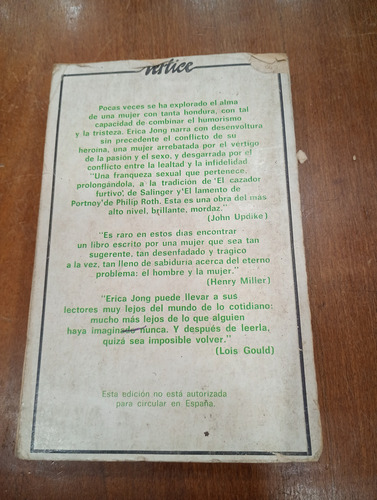 vértice
Pocas veces se ha explorado el alma
de una mujer con tanta hondura, con tal
capacidad de combinar el humorismo
y la tristeza. Erica Jong narra con desenvoltura
sin precedente el conflicto de su
heroína, una mujer arrebatada por el vertigo
de la pasión y el sexo, y desgarrada por el
conflicto entre la lealtad y la infidelidad
"Una franqueza sexual que pertenece,
prolongándola, a la tradición de 'El cazador
furtivo', de Salinger y 'El lamento de
Portnoy' de Philip Roth. Esta es una obra del más
alto nivel, brillante, mordaz."
(John Updike)
"Es raro en estos días encontrar
un libro escrito por una mujer que sea tan
sugerente, tan desenfadado y trágico
a la vez, tan lleno de sabiduría acerca del eterno
problema: el hombre y la mujer."
(Henry Miller)
"Erica Jong puede llevar a sus
lectores muy lejos del mundo de lo cotidiano:
mucho más lejos de lo que alguien
haya imaginado nunca. Y después de leerla,
quizá sea imposible volver."
(Lois Gould)
Esta edición no está autorizada
para circular en España.